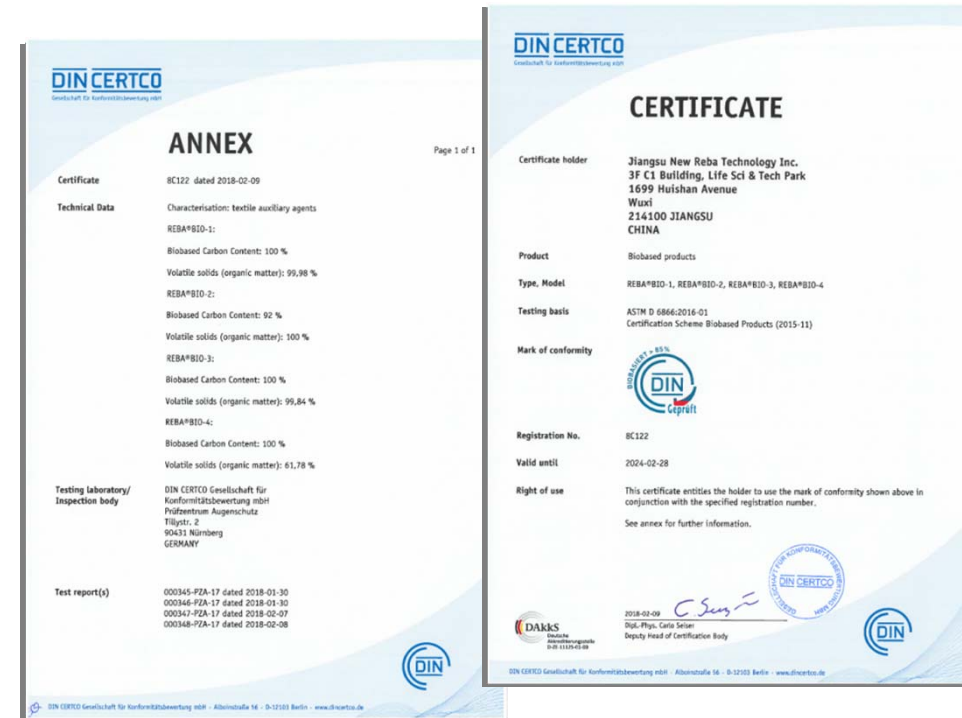 DIN CERTCO
Gesellschaft für Konformitätsbewertung mbH
ANNEX
Page 1 of 1
Certificate 8C122 dated 2018-02-09
Technical Data Characterisation: textile auxiliary agents
REBA®BIO-1:
Biobased Carbon Content: 100 %
Volatile solids (organic matter): 99,98 %
REBA®BIO-2:
Biobased Carbon Content: 92 %
Volatile solids (organic matter): 100 %
REBA®BIO-3:
Biobased Carbon Content: 100 %
Volatile solids (organic matter): 99,84 %
REBA®BIO-4:
Biobased Carbon Content: 100 %
Volatile solids (organic matter): 61,78 %
Testing laboratory/ DIN CERTCO Gesellschaft für
Inspection body Konformitätsbewertung mbH
Prüfzentrum Augenschutz
Tillystr. 2
90431 Nürnberg
GERMANY
Test report(s) 000345-PZA-17 dated 2018-01-30
000346-PZA-17 dated 2018-01-30
000347-PZA-17 dated 2018-02-07
000348-PZA-17 dated 2018-02-08
DIN
DIN CERTCO Gesellschaft für Konformitätsbewertung mbH - Alboinstraße 56 - D-12103 Berlin - www.dincertco.de
DIN CERTCO
Gesellschaft für Konformitätsbewertung mbH
CERTIFICATE
Certificate holder Jiangsu New Reba Technology Inc.
3F C1 Building, Life Sci & Tech Park
1699 Huishan Avenue
Wuxi
214100 JIANGSU
CHINA
Product Biobased products
Type, Model REBA®BIO-1, REBA®BIO-2, REBA®BIO-3, REBA®BIO-4
Testing basis ASTM D 6866:2016-01
Certification Scheme Biobased Products (2015-11)
Mark of conformity
BIOBASIERT > 85%
DIN
Geprüft
Registration No. 8C122
Valid until 2024-02-28
Right of use This certificate entitles the holder to use the mark of conformity shown above in
conjunction with the specified registration number.
See annex for further information.
GESELLSCHAFT FÜR KONFORMITÄTSBEWERTUNG MBH
DIN CERTCO
2018-02-09
Dipl.-Phys. Carlo Seiser
Deputy Head of Certification Body
DAkkS
Deutsche
Akkreditierungsstelle
DIN
DIN CERTCO Gesellschaft für Konformitätsbewertung mbH - Alboinstraße 56 - D-12103 Berlin - www.dincertco.de